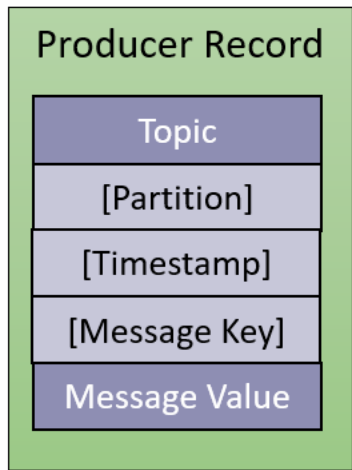 Producer Record
Topic
[Partition]
[Timestamp]
[Message Key]
Message Value